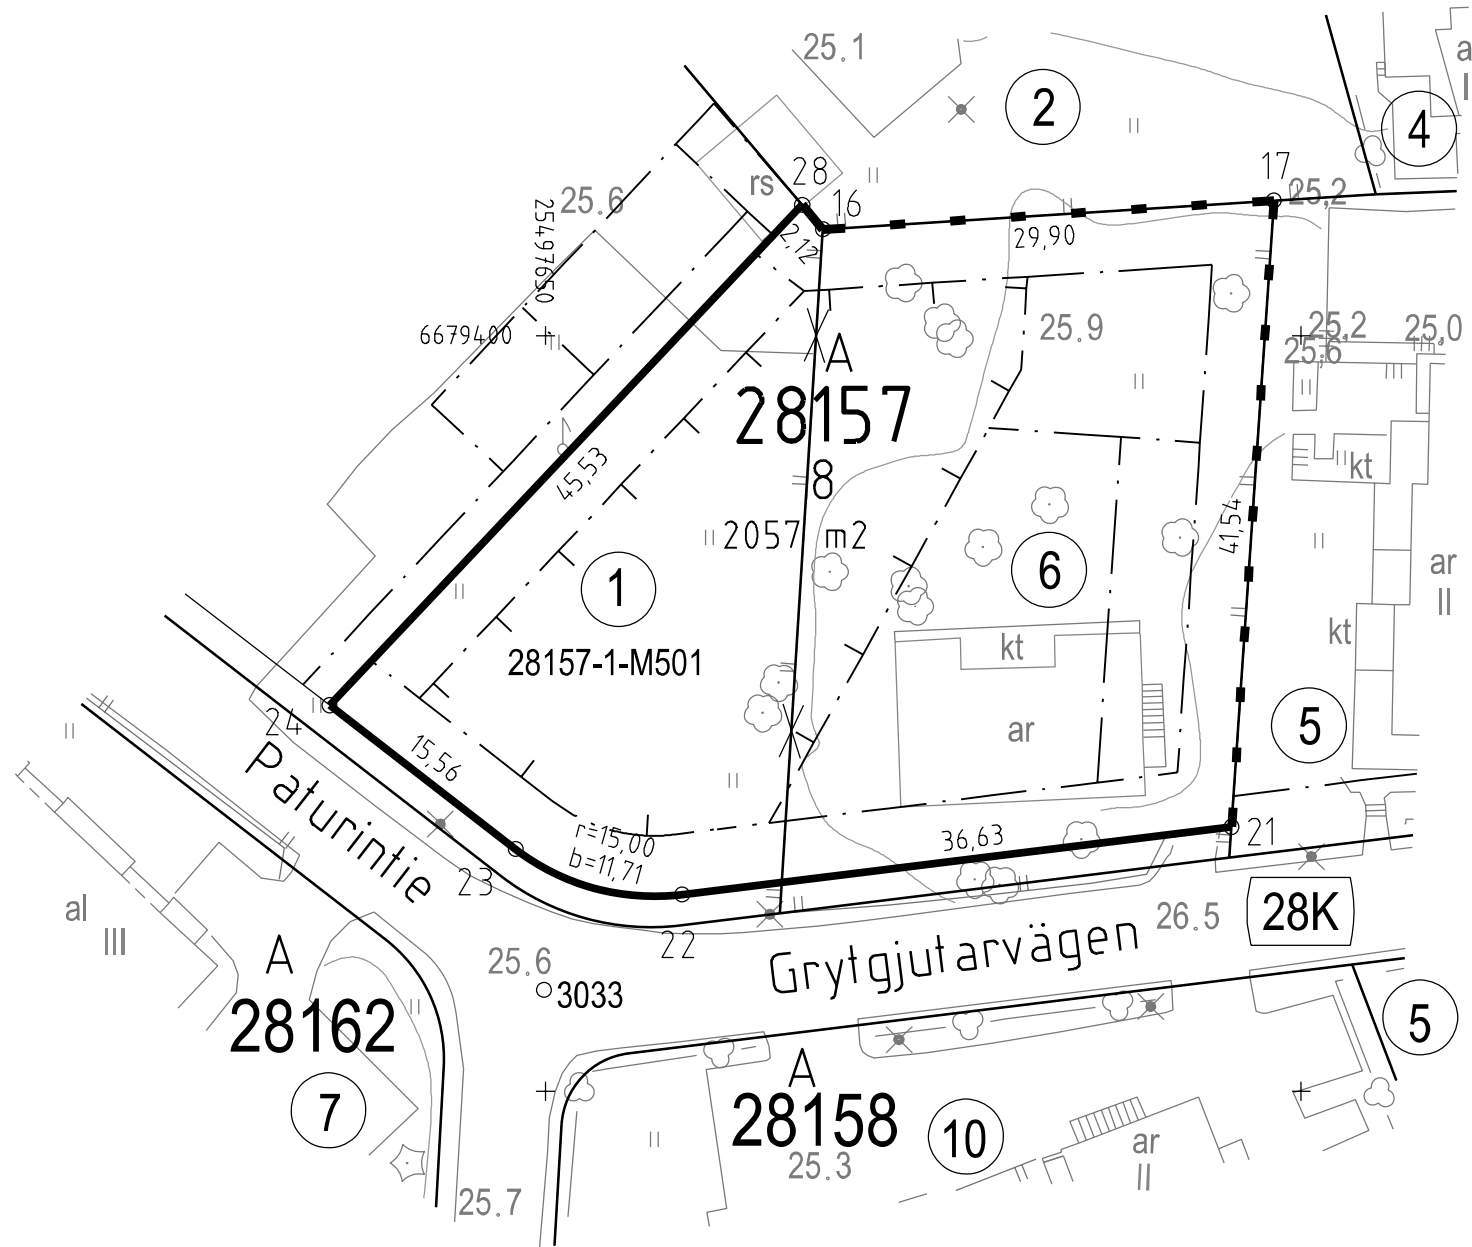 25.1
2
a
I
4
17
28
rs
16
25.6
25,2
2,12
29,90
25497650
6679400
25.9
25,2
25,0
25,6
A
28157
8
2057 m2
45,53
kt
41,54
ar
II
1
6
28157-1-M501
kt
kt
24
5
ar
15,56
Paturintie
r=15,00
b=11,71
36,63
21
23
al
III
22
26.5
28K
Grytgjutarvägen
A
28162
25.6
3033
5
7
A
28158
10
25.3
ar
II
25.7